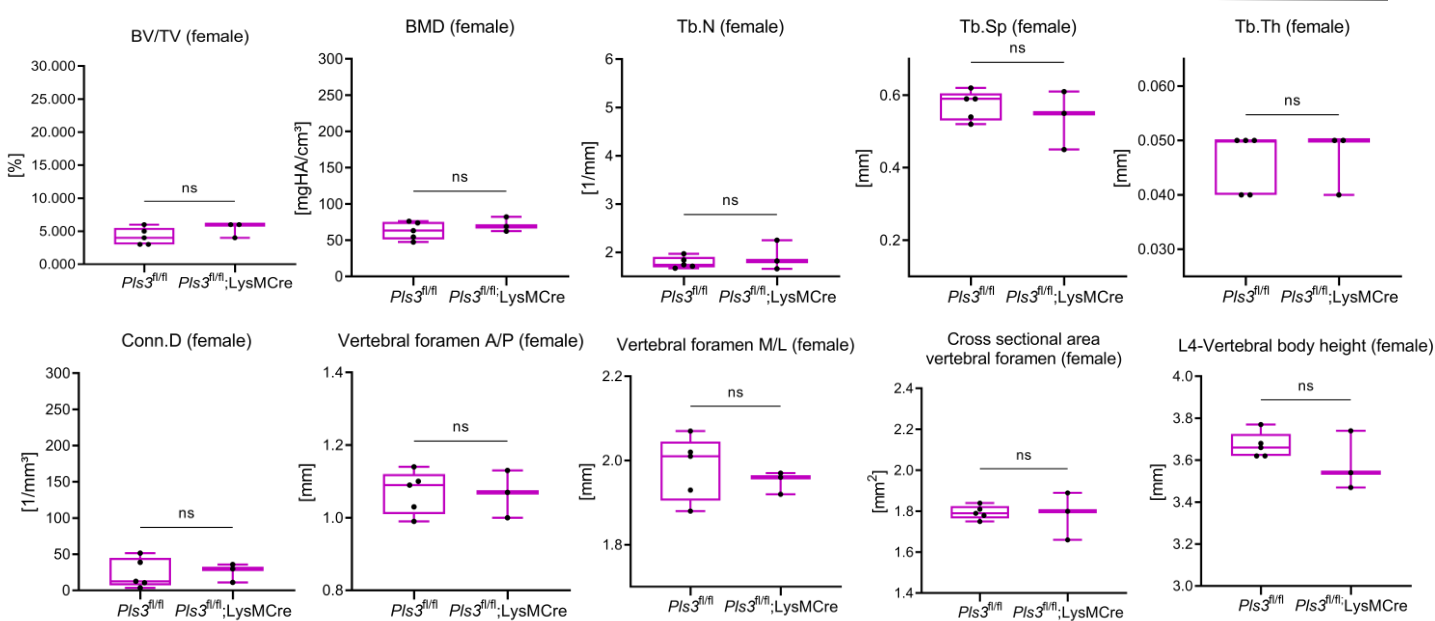 BV/TV (female)
30.000
25.000
20.000
15.000
10.000
5.000
0.000
[%]
ns
Pls3fl/fl Pls3fl/fl;LysMCre
BMD (female)
300
250
200
150
100
50
0
[mgHA/cm³]
ns
Pls3fl/fl Pls3fl/fl;LysMCre
Tb.N (female)
6
5
4
3
2
[1/mm]
ns
Pls3fl/fl Pls3fl/fl;LysMCre
Tb.Sp (female)
0.6
0.4
0.2
[mm]
ns
Pls3fl/fl Pls3fl/fl;LysMCre
Tb.Th (female)
0.060
0.050
0.040
0.030
[mm]
ns
Pls3fl/fl Pls3fl/fl;LysMCre
Conn.D (female)
300
250
200
150
100
50
0
[1/mm³]
ns
Pls3fl/fl Pls3fl/fl;LysMCre
Vertebral foramen A/P (female)
1.4
1.2
1.0
0.8
[mm]
ns
Pls3fl/fl Pls3fl/fl;LysMCre
Vertebral foramen M/L (female)
2.2
2.0
1.8
[mm]
ns
Pls3fl/fl Pls3fl/fl;LysMCre
Cross sectional area
vertebral foramen (female)
2.4
2.2
2.0
1.8
1.6
1.4
[mm²]
ns
Pls3fl/fl Pls3fl/fl;LysMCre
L4-Vertebral body height (female)
4.0
3.8
3.6
3.4
3.2
3.0
[mm]
ns
Pls3fl/fl Pls3fl/fl;LysMCre